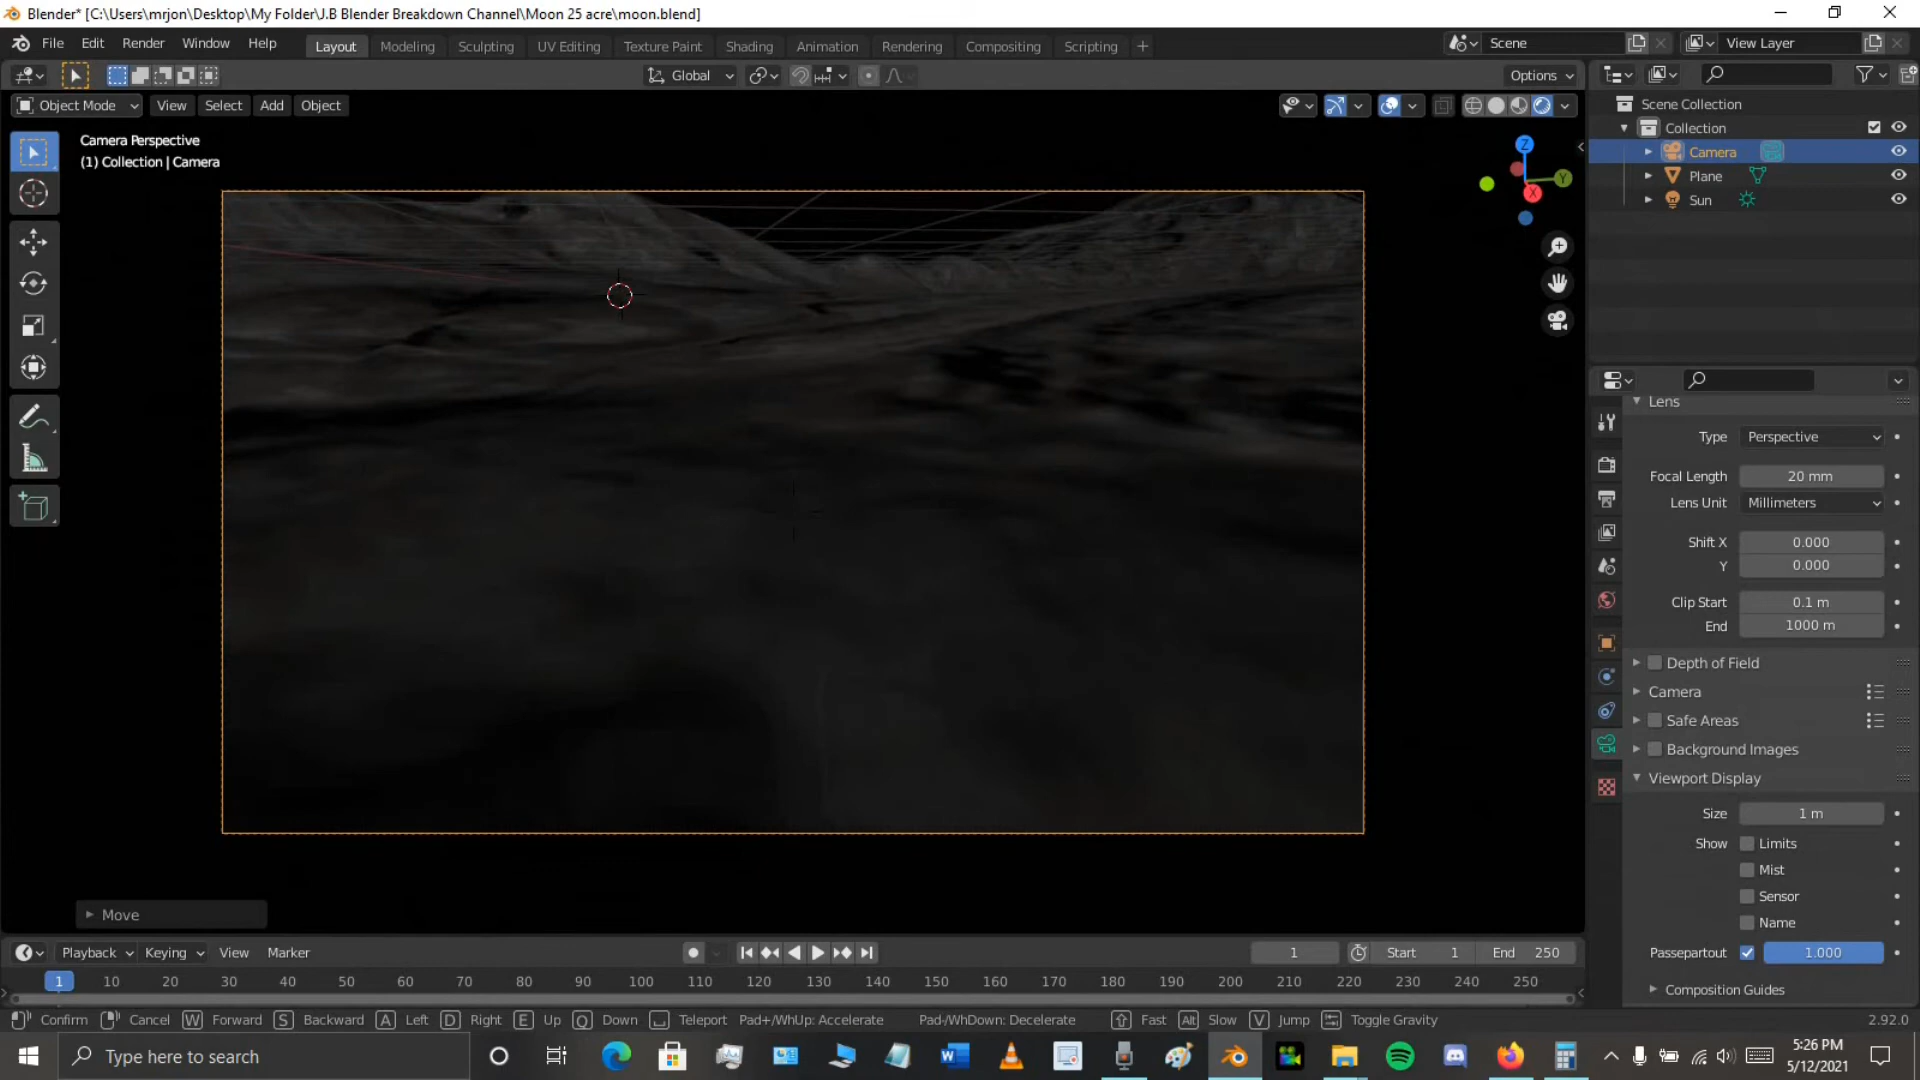 Blender* [C:\Users\mrjon\Desktop\My Folder\J.B Blender Breakdown Channel\Moon 25 acre\moon.blend]
File Edit Render Window Help Layout Modeling Sculpting UV Editing Texture Paint Shading Animation Rendering Compositing Scripting + Scene View Layer
Global Options
Object Mode View Select Add Object
Scene Collection
Collection
Camera
Plane
Sun
Camera Perspective
(1) Collection | Camera
Z
Y
X
Lens
Type Perspective
Focal Length 20 mm
Lens Unit Millimeters
Shift X 0.000
Y 0.000
Clip Start 0.1 m
End 1000 m
Depth of Field
Camera
Safe Areas
Background Images
Viewport Display
Size 1 m
Show Limits
Mist
Sensor
Name
Passepartout 1.000
Composition Guides
Move
Playback Keying View Marker 1 Start 1 End 250
1 10 20 30 40 50 60 70 80 90 100 110 120 130 140 150 160 170 180 190 200 210 220 230 240 250
Confirm Cancel W Forward S Backward A Left D Right E Up Q Down Teleport Pad+/WhUp: Accelerate Pad-/WhDown: Decelerate Fast Alt Slow V Jump Toggle Gravity 2.92.0
Type here to search
5:26 PM
5/12/2021